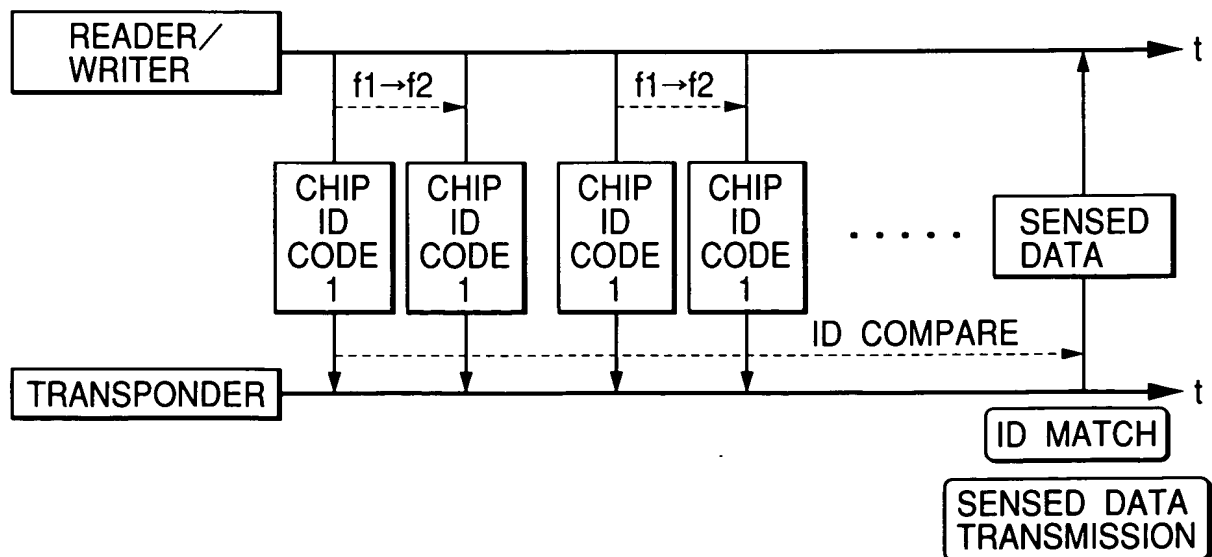 READER/
WRITER
t
f1→f2
f1→f2
CHIP
ID
CODE
1
CHIP
ID
CODE
1
CHIP
ID
CODE
1
CHIP
ID
CODE
1
.....
SENSED
DATA
ID COMPARE
TRANSPONDER
t
ID MATCH
SENSED DATA
TRANSMISSION